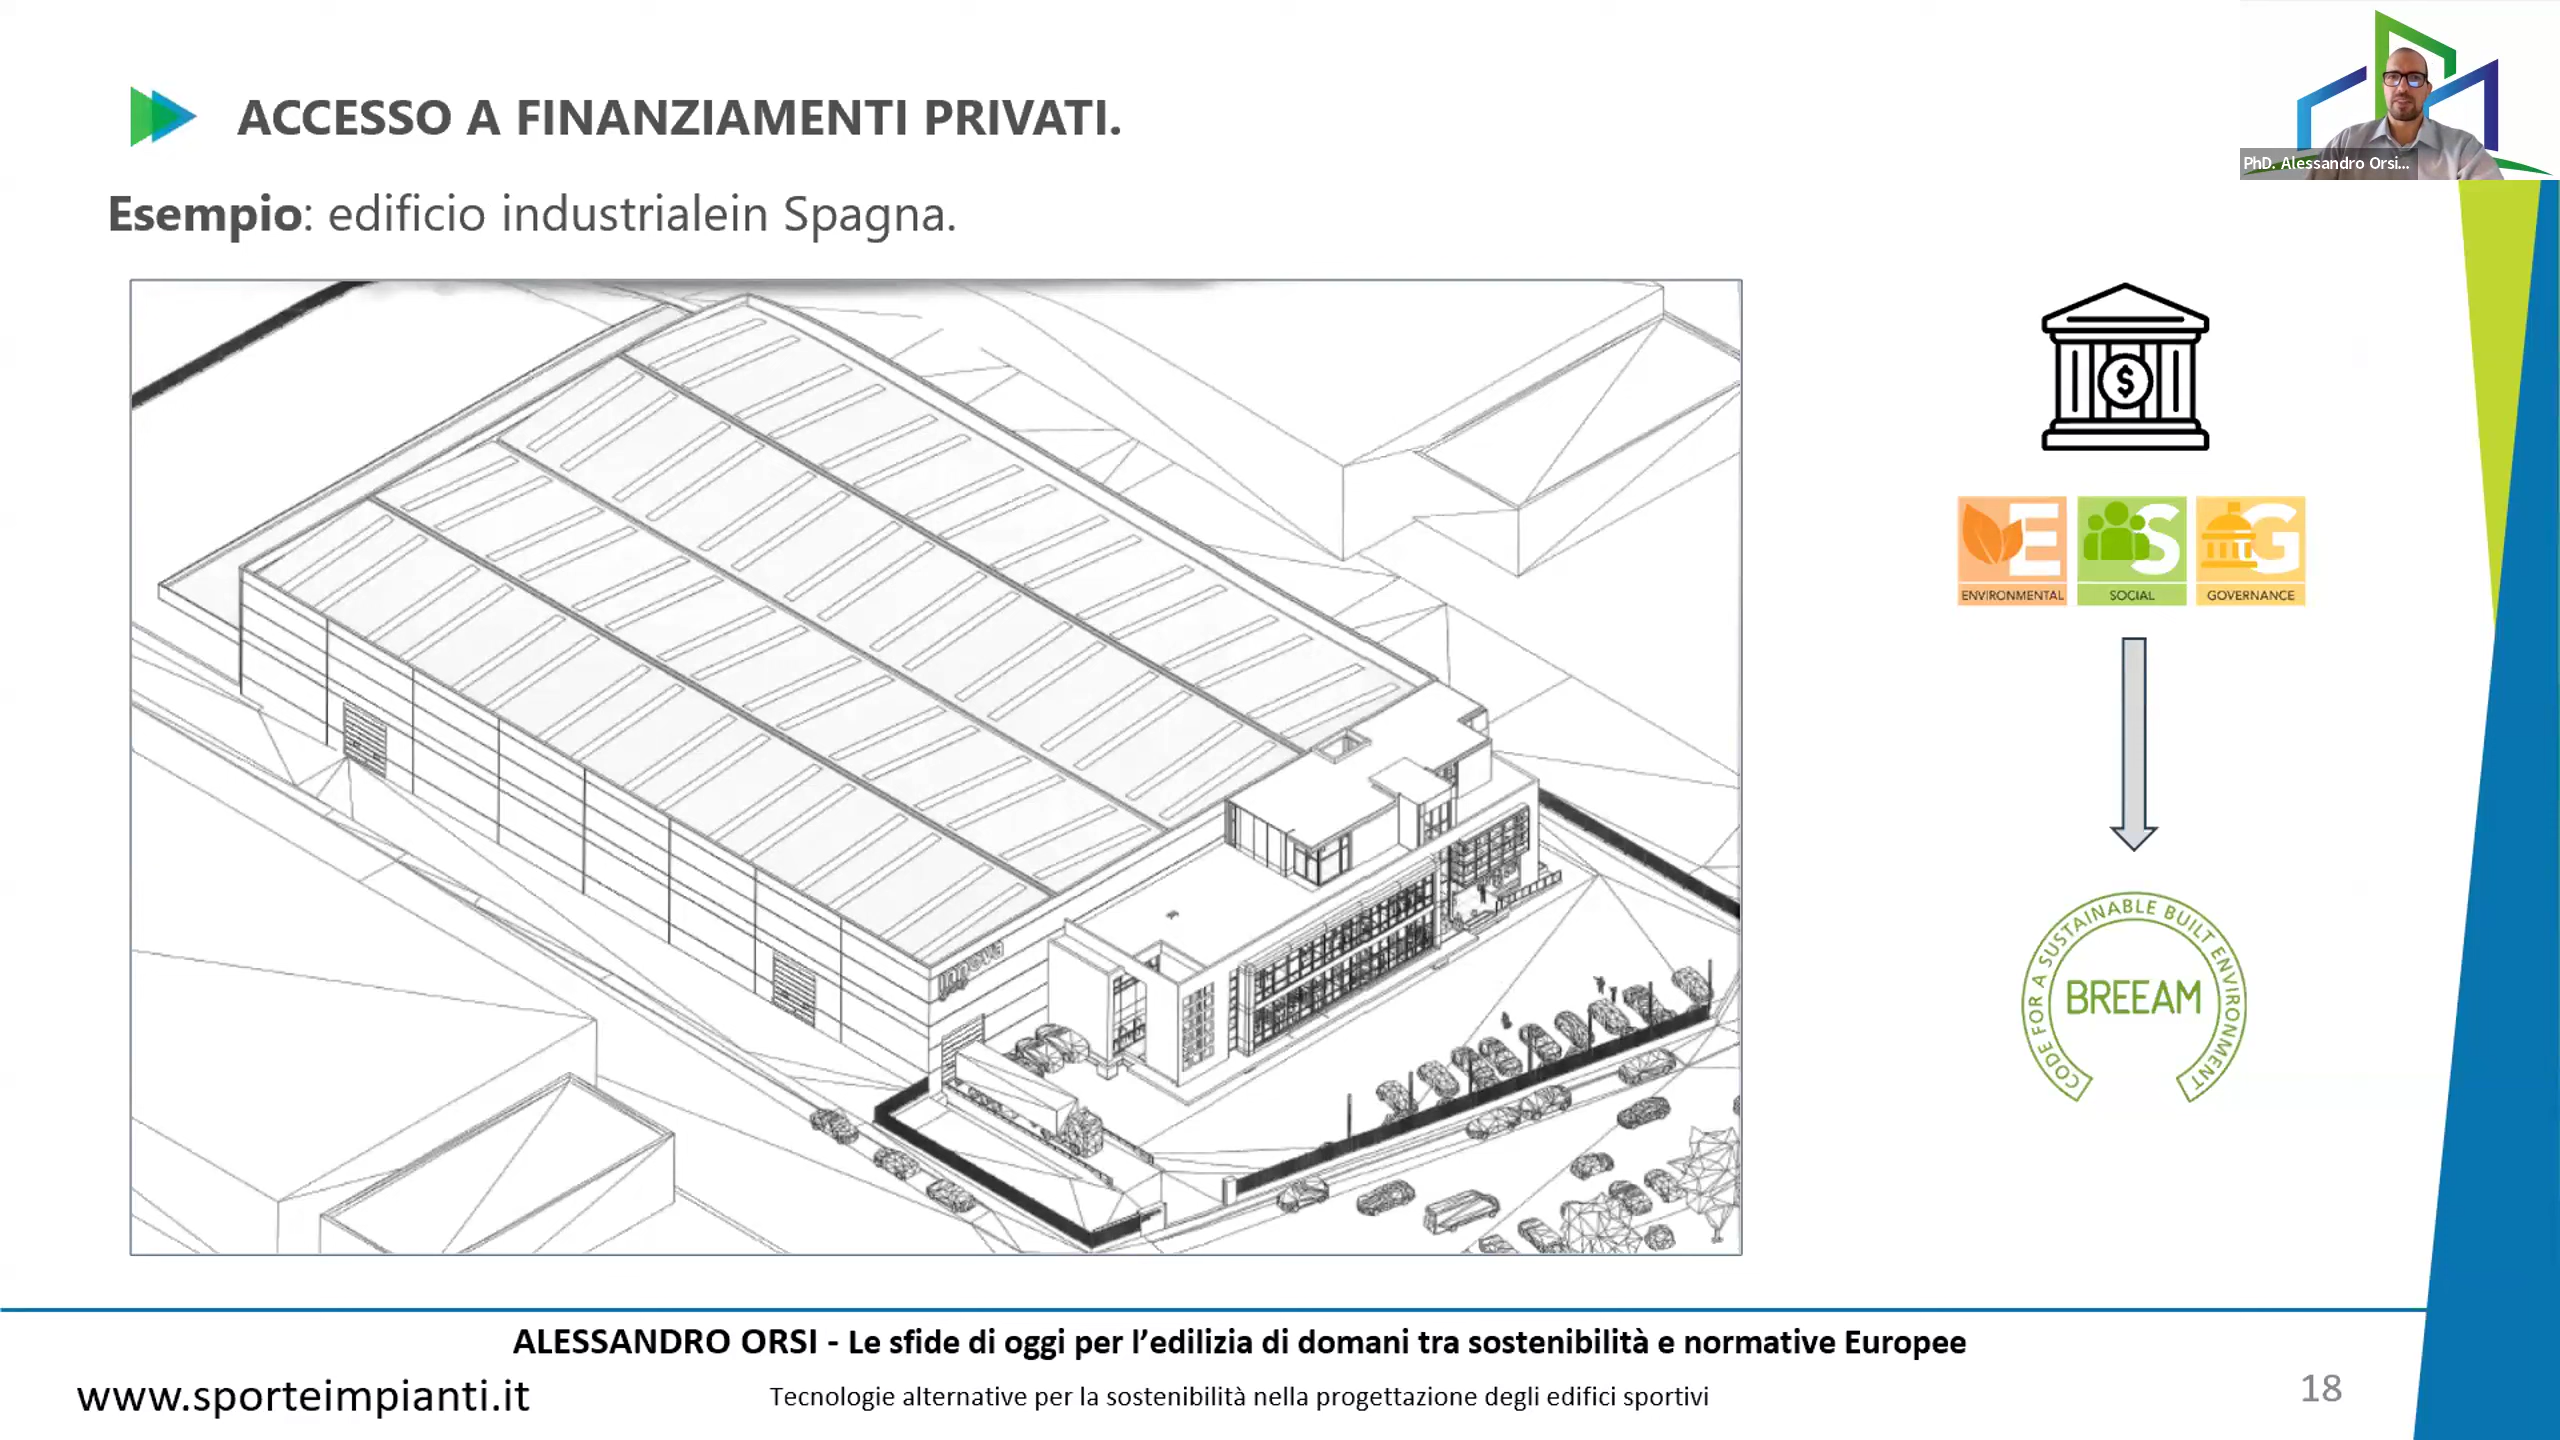 ACCESSO A FINANZIAMENTI PRIVATI.
PhD. Alessandro Orsi...
Esempio: edificio industrialein Spagna.
E S G
ENVIRONMENTAL SOCIAL GOVERNANCE
CODE FOR A SUSTAINABLE BUILT ENVIRONMENT
BREEAM
ALESSANDRO ORSI - Le sfide di oggi per l’edilizia di domani tra sostenibilità e normative Europee
www.sporteimpianti.it
Tecnologie alternative per la sostenibilità nella progettazione degli edifici sportivi
18